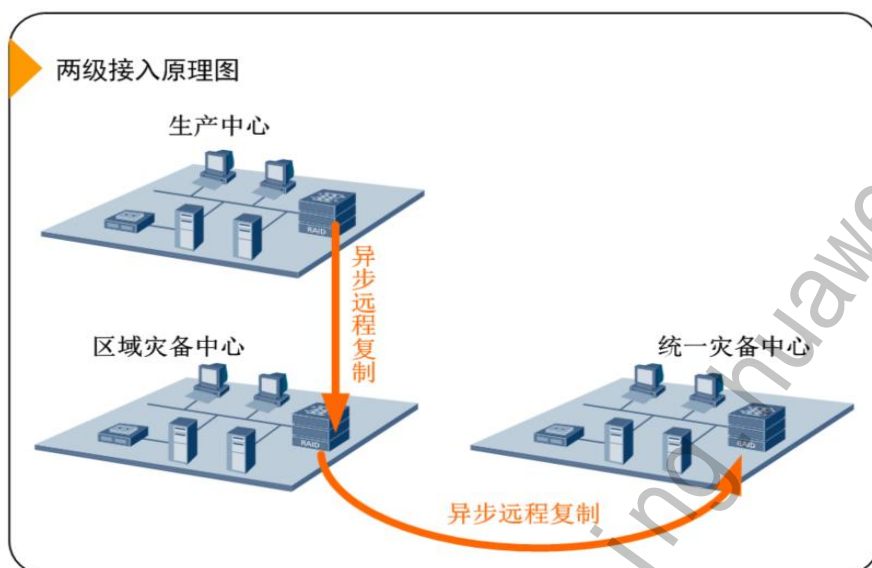 两级接入原理图
生产中心
RAID
异步远程复制
区域灾备中心
统一灾备中心
RAID
RAID
异步远程复制
ing.huawe